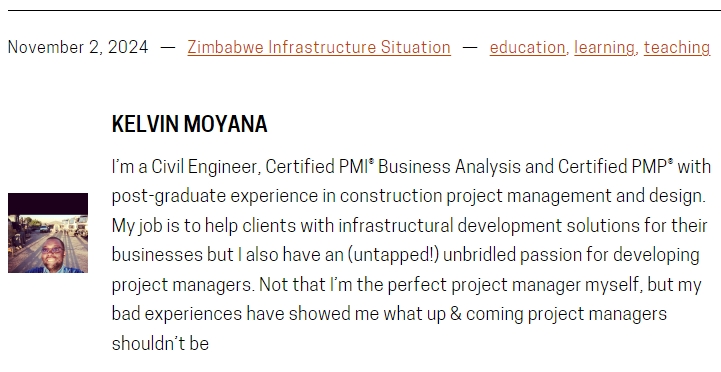 November 2, 2024 — Zimbabwe Infrastructure Situation — education, learning, teaching
KELVIN MOYANA
I'm a Civil Engineer, Certified PMI® Business Analysis and Certified PMP® with
post-graduate experience in construction project management and design.
My job is to help clients with infrastructural development solutions for their
businesses but I also have an (untapped!) unbridled passion for developing
project managers. Not that I'm the perfect project manager myself, but my
bad experiences have showed me what up & coming project managers
shouldn't be